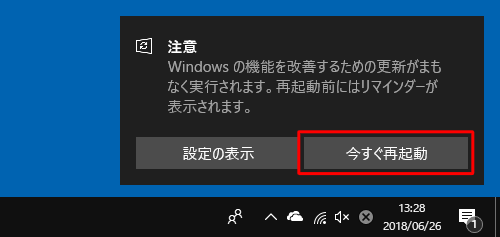 注意
Windows の機能を改善するための更新がまも
なく実行されます。再起動前にはリマインダーが
表示されます。
設定の表示
今すぐ再起動
13:28
2018/06/26
1